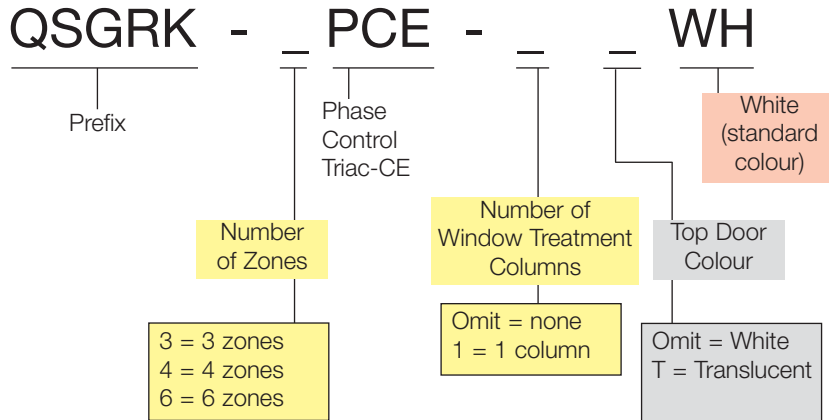 QSGRK - _ PCE - _ _ WH
Prefix
Phase
Control
Triac-CE
White
(standard
colour)
Number
of Zones
Number of
Window Treatment
Columns
Top Door
Colour
3 = 3 zones
4 = 4 zones
6 = 6 zones
Omit = none
1 = 1 column
Omit = White
T = Translucent